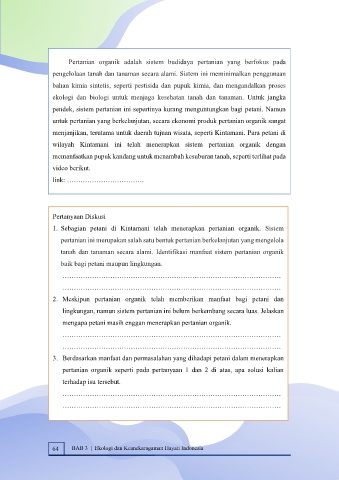 Pertanian organik adalah sistem budidaya pertanian yang berfokus pada
pengelolaan tanah dan tanaman secara alami. Sistem ini meminimalkan penggunaan
bahan kimia sintetis, seperti pestisida dan pupuk kimia, dan mengandalkan proses
ekologi dan biologi untuk menjaga kesehatan tanah dan tanaman. Untuk jangka
pendek, sistem pertanian ini sepertinya kurang menguntungkan bagi petani. Namun
untuk pertanian yang berkelanjutan, secara ekonomi produk pertanian organik sangat
menjanjikan, terutama untuk daerah tujuan wisata, seperti Kintamani. Para petani di
wilayah Kintamani ini telah menerapkan sistem pertanian organik dengan
memanfaatkan pupuk kandang untuk menambah kesuburan tanah, seperti terlihat pada
video berikut.
link: ……………………………
Pertanyaan Diskusi
1. Sebagian petani di Kintamani telah menerapkan pertanian organik. Sistem
pertanian ini merupakan salah satu bentuk pertanian berkelanjutan yang mengelola
tanah dan tanaman secara alami. Identifikasi manfaat sistem pertanian organik
baik bagi petani maupun lingkungan.
……………………………………………………………………………
……………………………………………………………………………
2. Meskipun pertanian organik telah memberikan manfaat bagi petani dan
lingkungan, namun sistem pertanian ini belum berkembang secara luas. Jelaskan
mengapa petani masih enggan menerapkan pertanian organik.
……………………………………………………………………………
……………………………………………………………………………
3. Berdasarkan manfaat dan permasalahan yang dihadapi petani dalam menerapkan
pertanian organik seperti pada pertanyaan 1 dan 2 di atas, apa solusi kalian
terhadap isu tersebut.
……………………………………………………………………………
……………………………………………………………………………
64 BAB 3 | Ekologi dan Keanekaragaman Hayati Indonesia